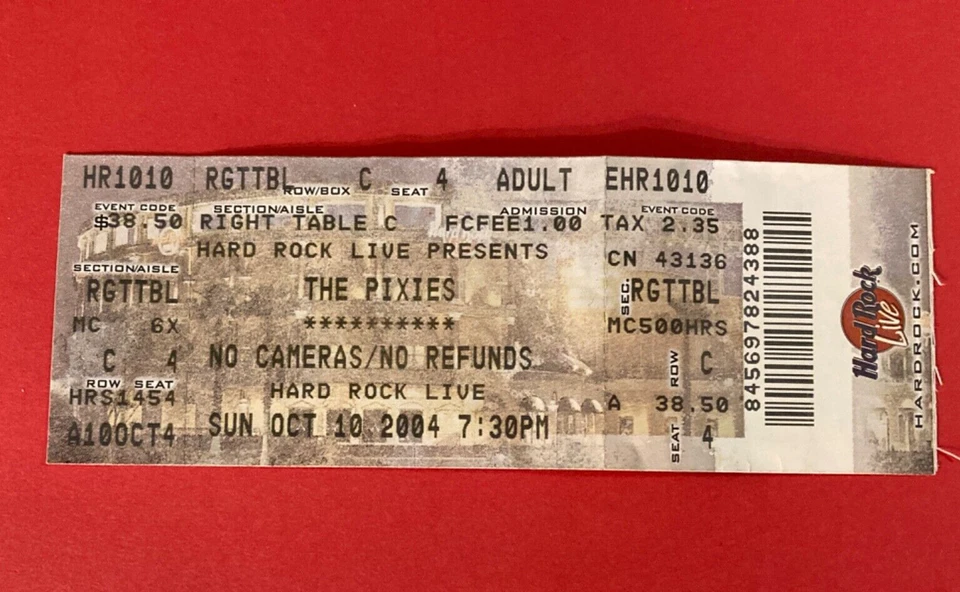 HR1010 RGTTBL C 4 ADULT EHR1010
ROW/BOX SEAT
EVENT CODE SECTION/AISLE ADMISSION EVENT CODE
$38.50 RIGHT TABLE C FCFEE1.00 TAX 2.35
HARD ROCK LIVE PRESENTS CN 43136
SECTION/AISLE
RGTTBL THE PIXIES SEC. RGTTBL
MC 6X ********** MC500HRS
C 4 NO CAMERAS/NO REFUNDS ROW C
ROW SEAT
HRS1454 HARD ROCK LIVE A 38.50
A10OCT4 SUN OCT 10 2004 7:30PM SEAT 4
845697824388
Hard Rock
Live
HARDROCK.COM